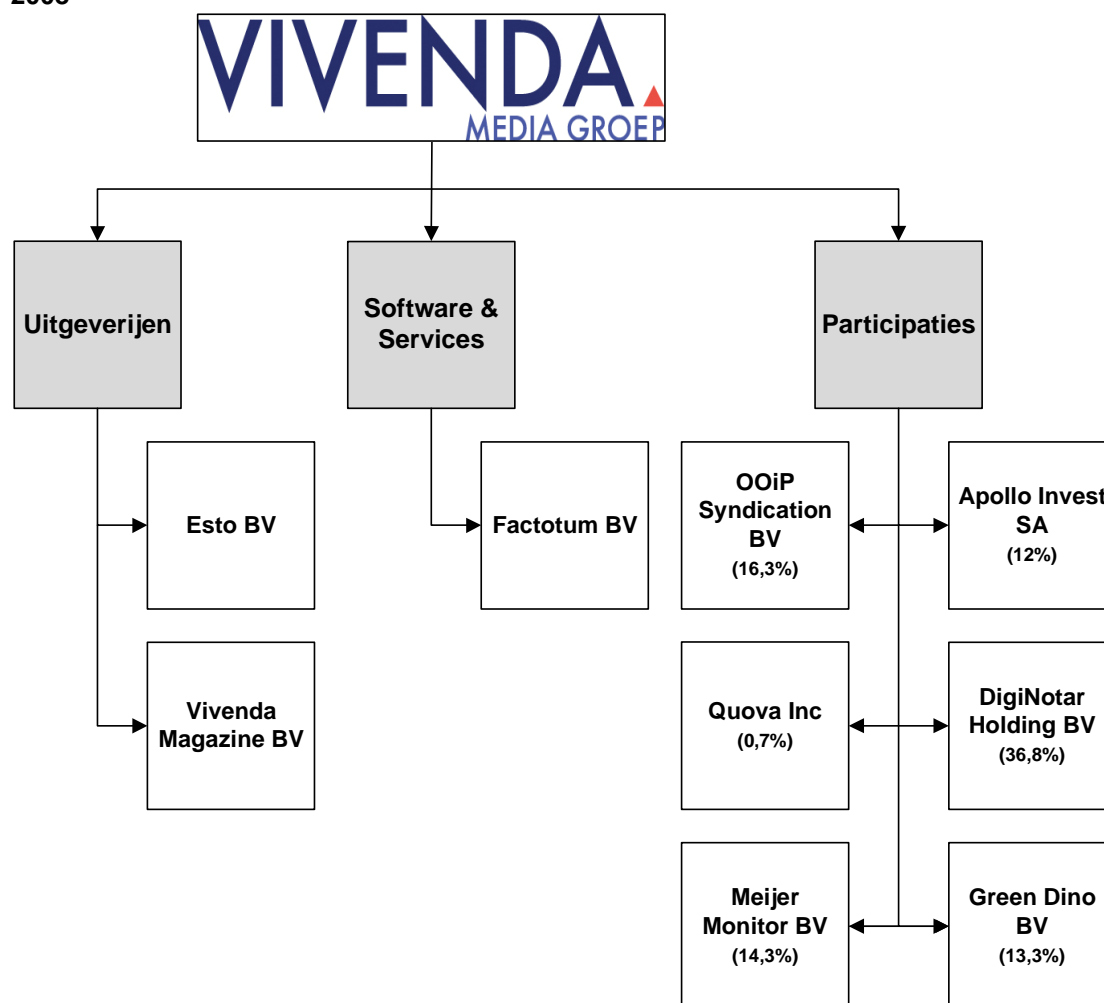 VIVENDA
MEDIA GROEP
Uitgeverijen
Software &
Services
Participaties
Esto BV
Factotum BV
OOiP
Syndication
BV
(16,3%)
Apollo Invest
SA
(12%)
Vivenda
Magazine BV
Quova Inc
(0,7%)
DigiNotar
Holding BV
(36,8%)
Meijer
Monitor BV
(14,3%)
Green Dino
BV
(13,3%)